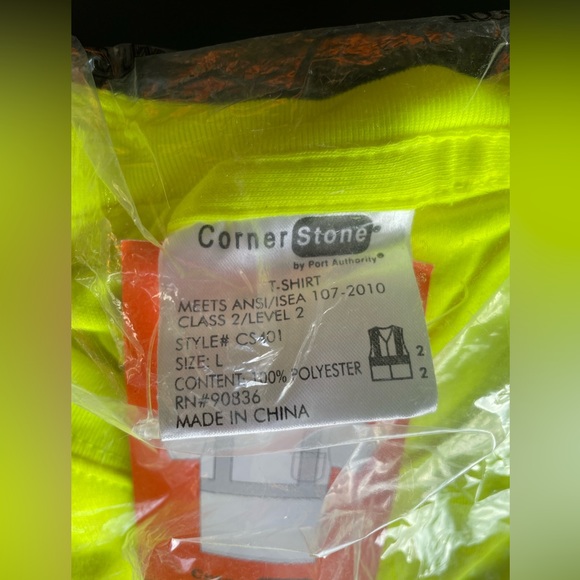 CornerStone®
by Port Authority®
T-SHIRT
MEETS ANSI/ISEA 107-2010
CLASS 2/LEVEL 2
STYLE# CS401
SIZE: L
CONTENT: 100% POLYESTER
RN#90836
MADE IN CHINA
2
2